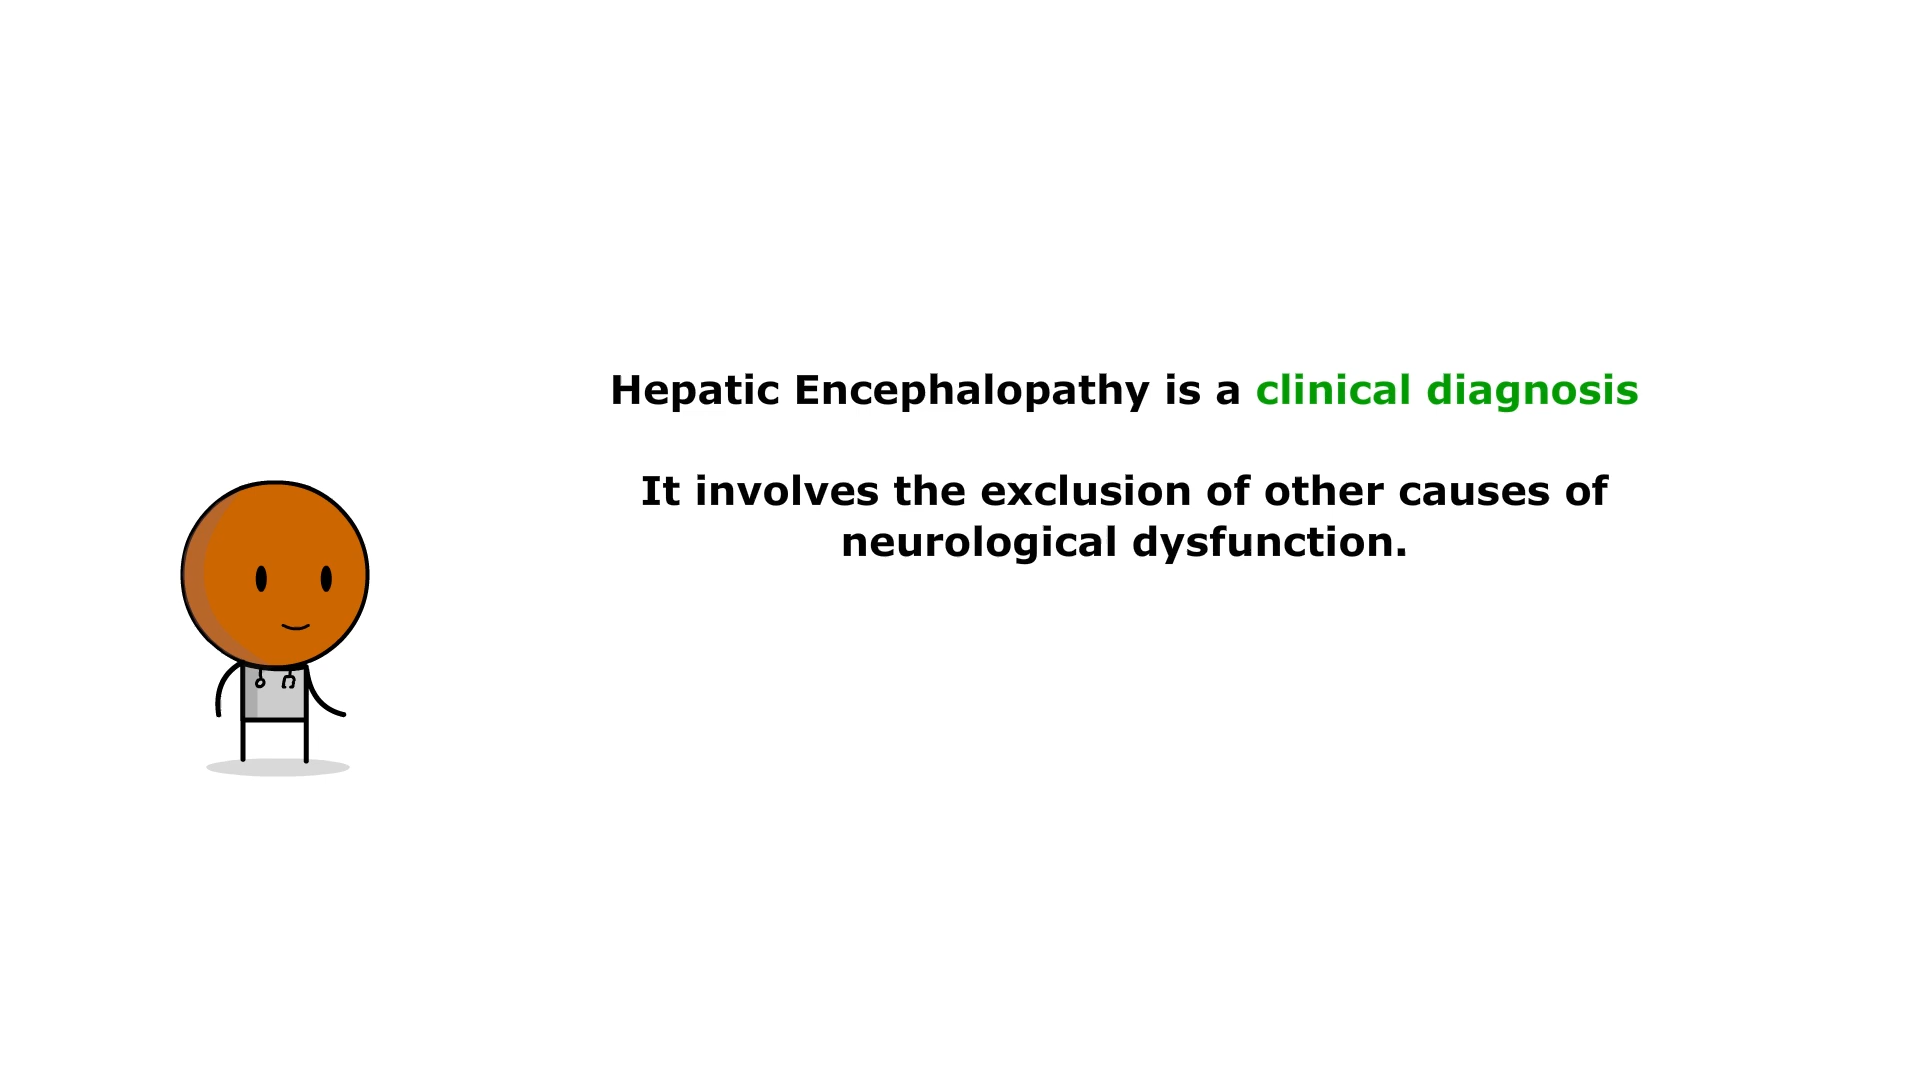 Hepatic Encephalopathy is a clinical diagnosis
It involves the exclusion of other causes of
neurological dysfunction.